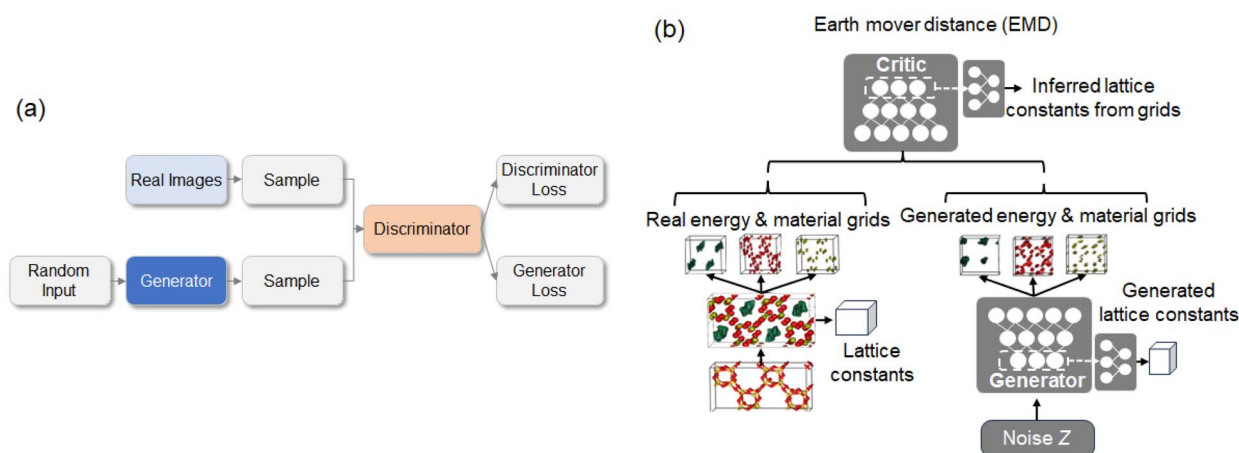 (a)
Real Images
Sample
Discriminator
Loss
Discriminator
Random
Input
Generator
Sample
Generator
Loss
(b)
Earth mover distance (EMD)
Critic
Inferred lattice
constants from grids
Real energy & material grids
Generated energy & material grids
Lattice
constants
Generated
lattice constants
Generator
Noise Z